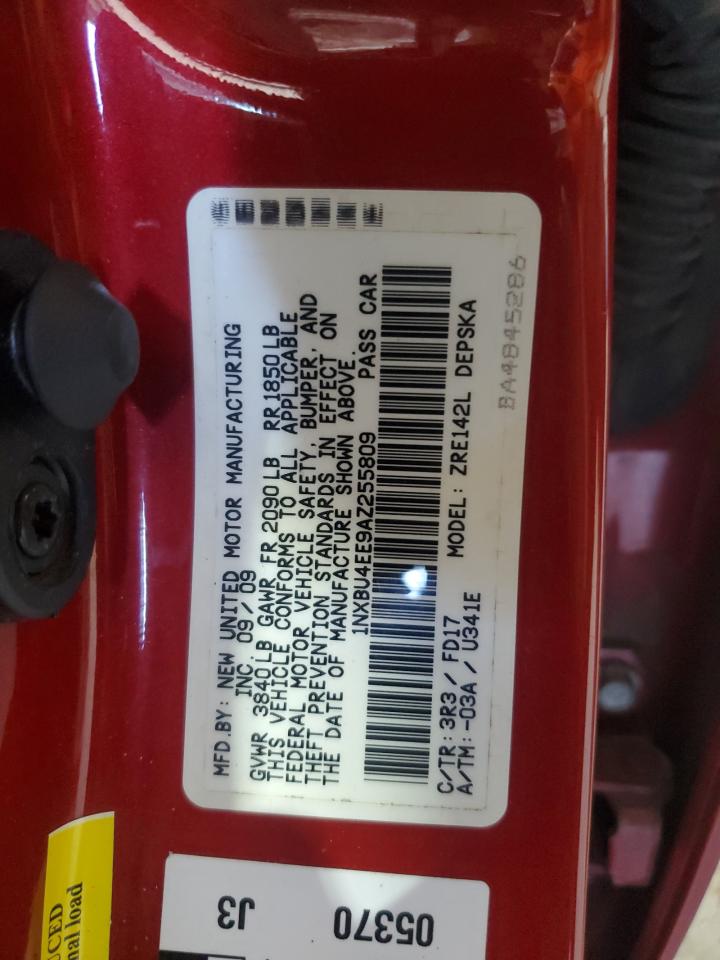 MFD.BY: NEW UNITED MOTOR MANUFACTURING
INC. 09/09
GVWR 3840LB GAWR FR 2090LB RR1850LB
THIS VEHICLE CONFORMS TO ALL APPLICABLE
FEDERAL MOTOR VEHICLE SAFETY, BUMPER, AND
THEFT PREVENTION STANDARDS IN EFFECT ON
THE DATE OF MANUFACTURE SHOWN ABOVE.
1NXBU4EE9AZ255809 PASS CAR
C/TR: 3R3 / FD17 MODEL: ZRE142L DEPSKA
A/TM:-03A / U341E
BA4845286
05370
J3
load